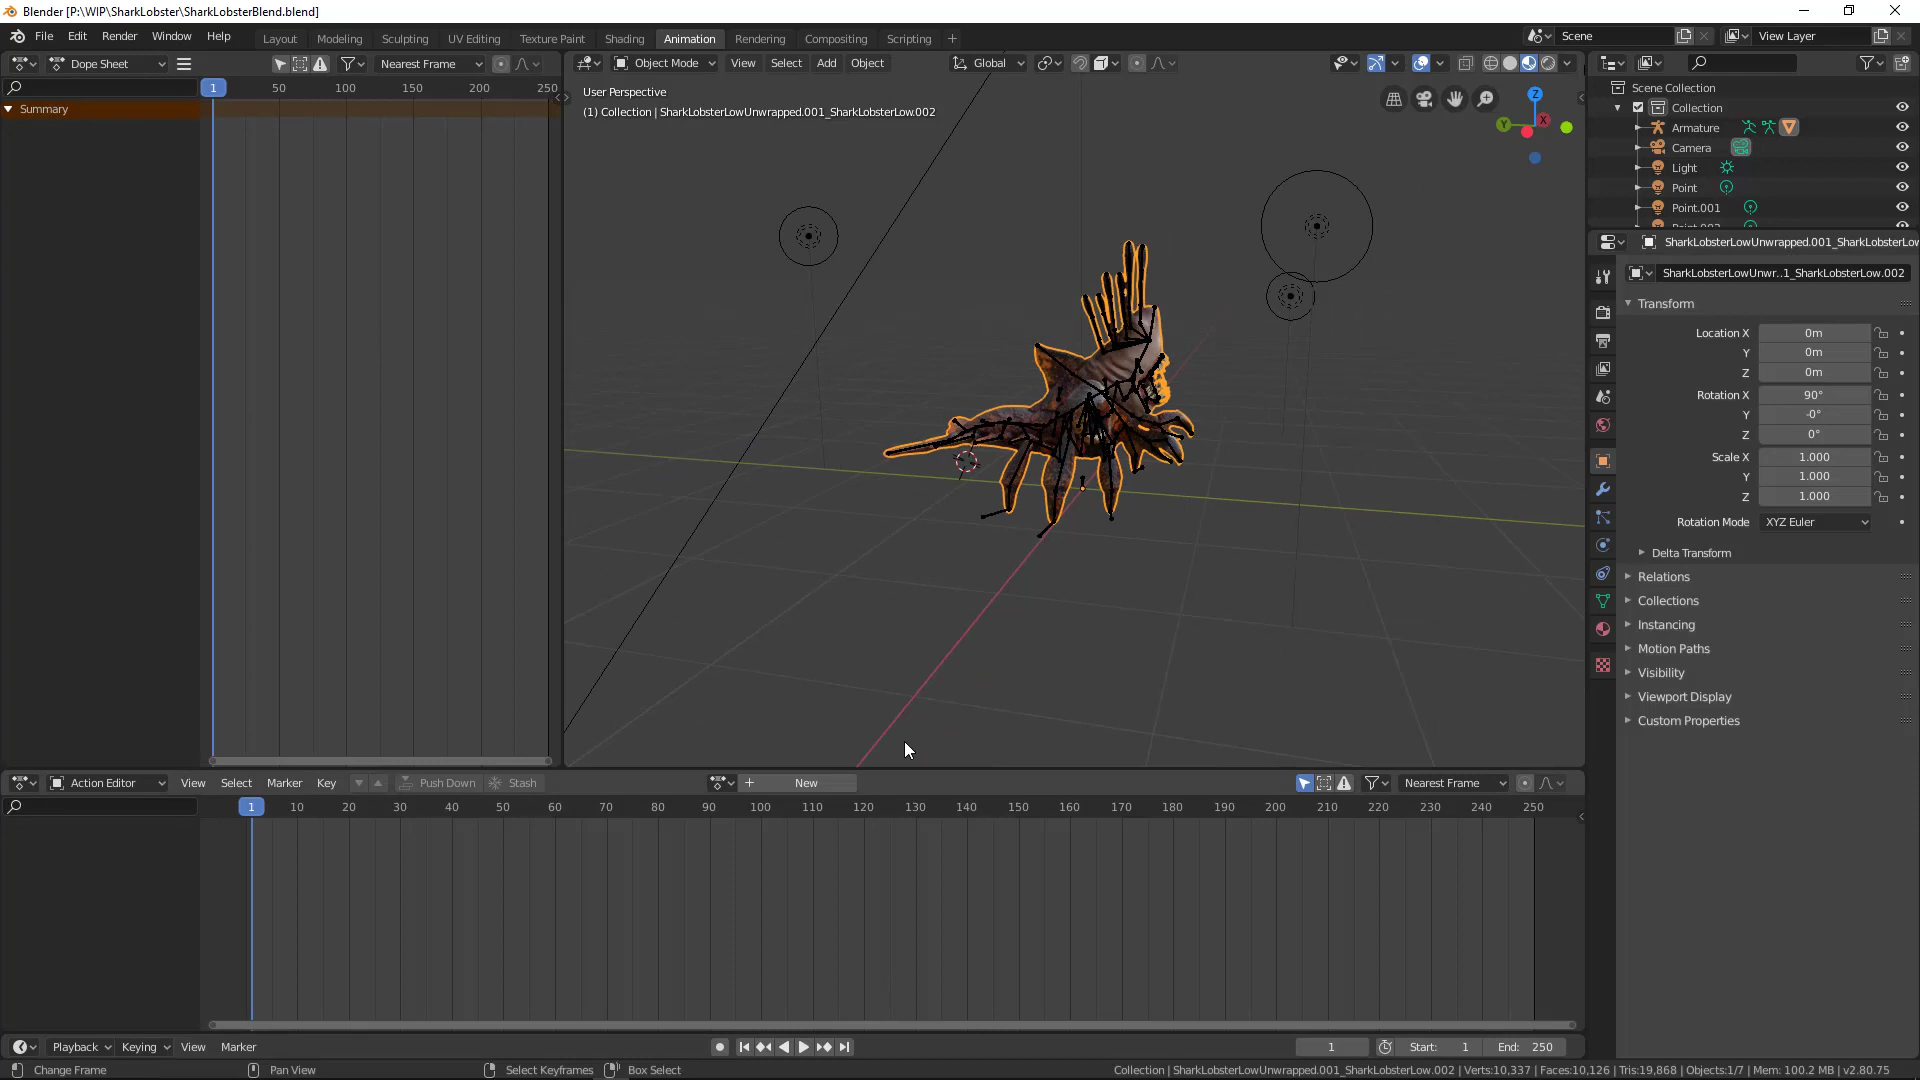 Blender [P:\WIP\SharkLobster\SharkLobsterBlend.blend]
File Edit Render Window Help
Layout Modeling Sculpting UV Editing Texture Paint Shading Animation Rendering Compositing Scripting +
Scene View Layer
Dope Sheet Nearest Frame
Object Mode View Select Add Object Global
1 50 100 150 200 250
Summary
User Perspective
(1) Collection | SharkLobsterLowUnwrapped.001_SharkLobsterLow.002
Z
Y X
Scene Collection
Collection
Armature
Camera
Light
Point
Point.001
SharkLobsterLowUnwrapped.001_SharkLobsterLow
SharkLobsterLowUnwr..1_SharkLobsterLow.002
Transform
Location X 0m
Y 0m
Z 0m
Rotation X 90°
Y -0°
Z 0°
Scale X 1.000
Y 1.000
Z 1.000
Rotation Mode XYZ Euler
Delta Transform
Relations
Collections
Instancing
Motion Paths
Visibility
Viewport Display
Custom Properties
Action Editor View Select Marker Key Push Down Stash + New Nearest Frame
1 10 20 30 40 50 60 70 80 90 100 110 120 130 140 150 160 170 180 190 200 210 220 230 240 250
Playback Keying View Marker 1 Start: 1 End: 250
Change Frame Pan View Select Keyframes Box Select Collection | SharkLobsterLowUnwrapped.001_SharkLobsterLow.002 | Verts:10,337 | Faces:10,126 | Tris:19,868 | Objects:1/7 | Mem: 100.2 MB | v2.80.75